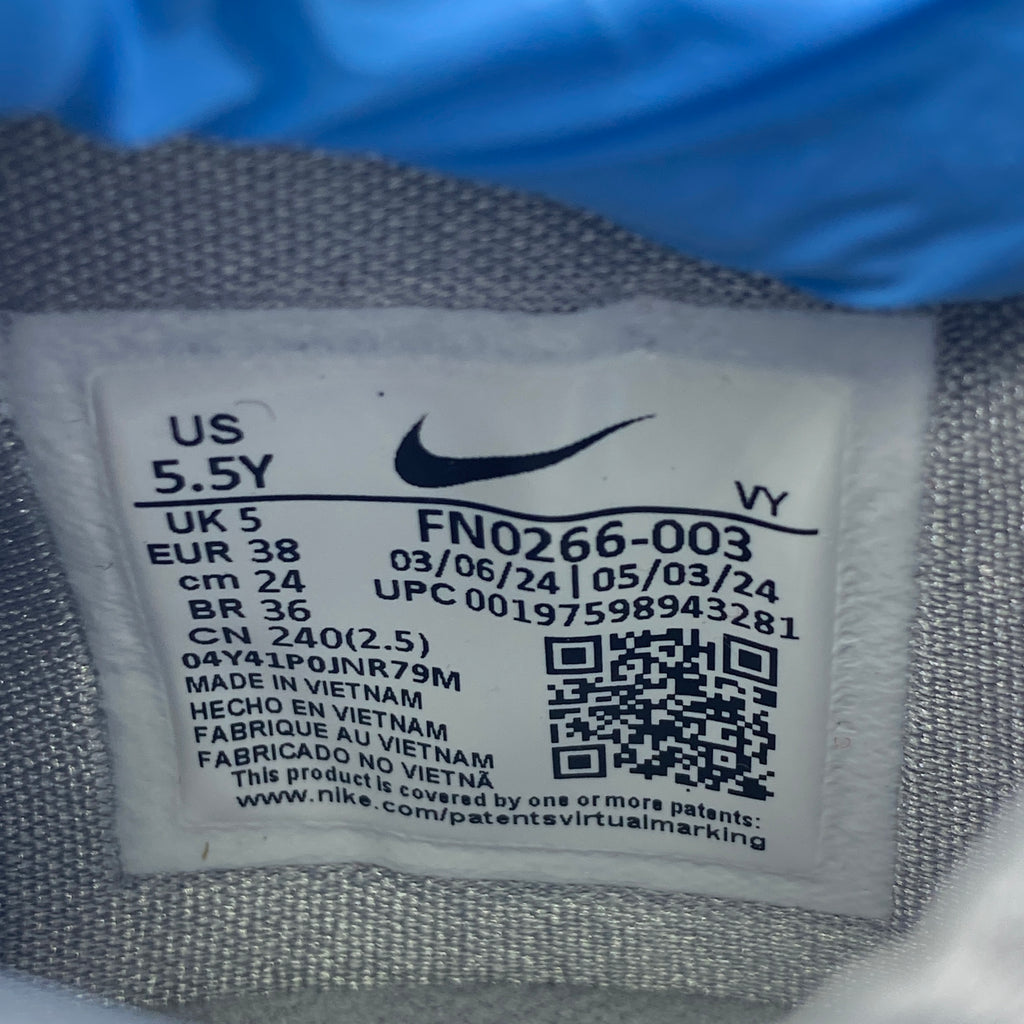 US
5.5Y
VY
UK 5
EUR 38
cm 24
BR 36
CN 240(2.5)
FN0266-003
03/06/24 | 05/03/24
UPC 00197598943281
04Y41P0JNR79M
MADE IN VIETNAM
HECHO EN VIETNAM
FABRIQUE AU VIETNAM
FABRICADO NO VIETNÃ
This product is covered by one or more patents:
www.nike.com/patentsvirtualmarking